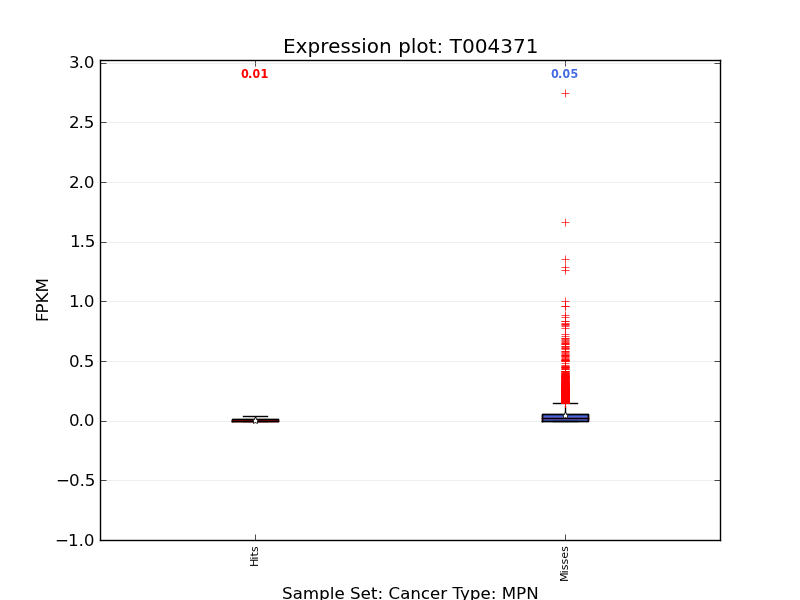 Expression plot: T004371
0.01
0.05
3.0
2.5
2.0
1.5
1.0
0.5
0.0
−0.5
−1.0
FPKM
Hits
Misses
Sample Set: Cancer Type: MPN